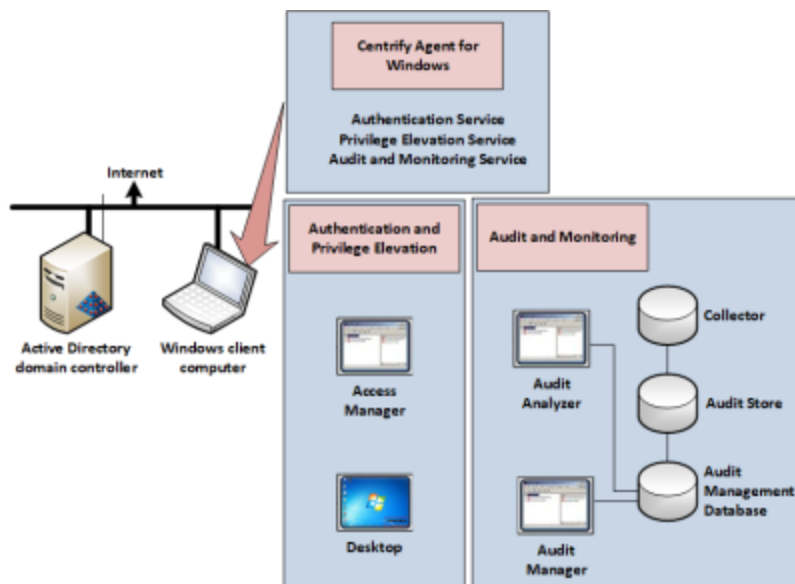 Centrify Agent for
Windows
Authentication Service
Privilege Elevation Service
Audit and Monitoring Service
Internet
Active Directory
domain controller
Windows client
computer
Authentication and
Privilege Elevation
Access
Manager
Desktop
Audit and Monitoring
Audit
Analyzer
Audit
Manager
Collector
Audit Store
Audit
Management
Database